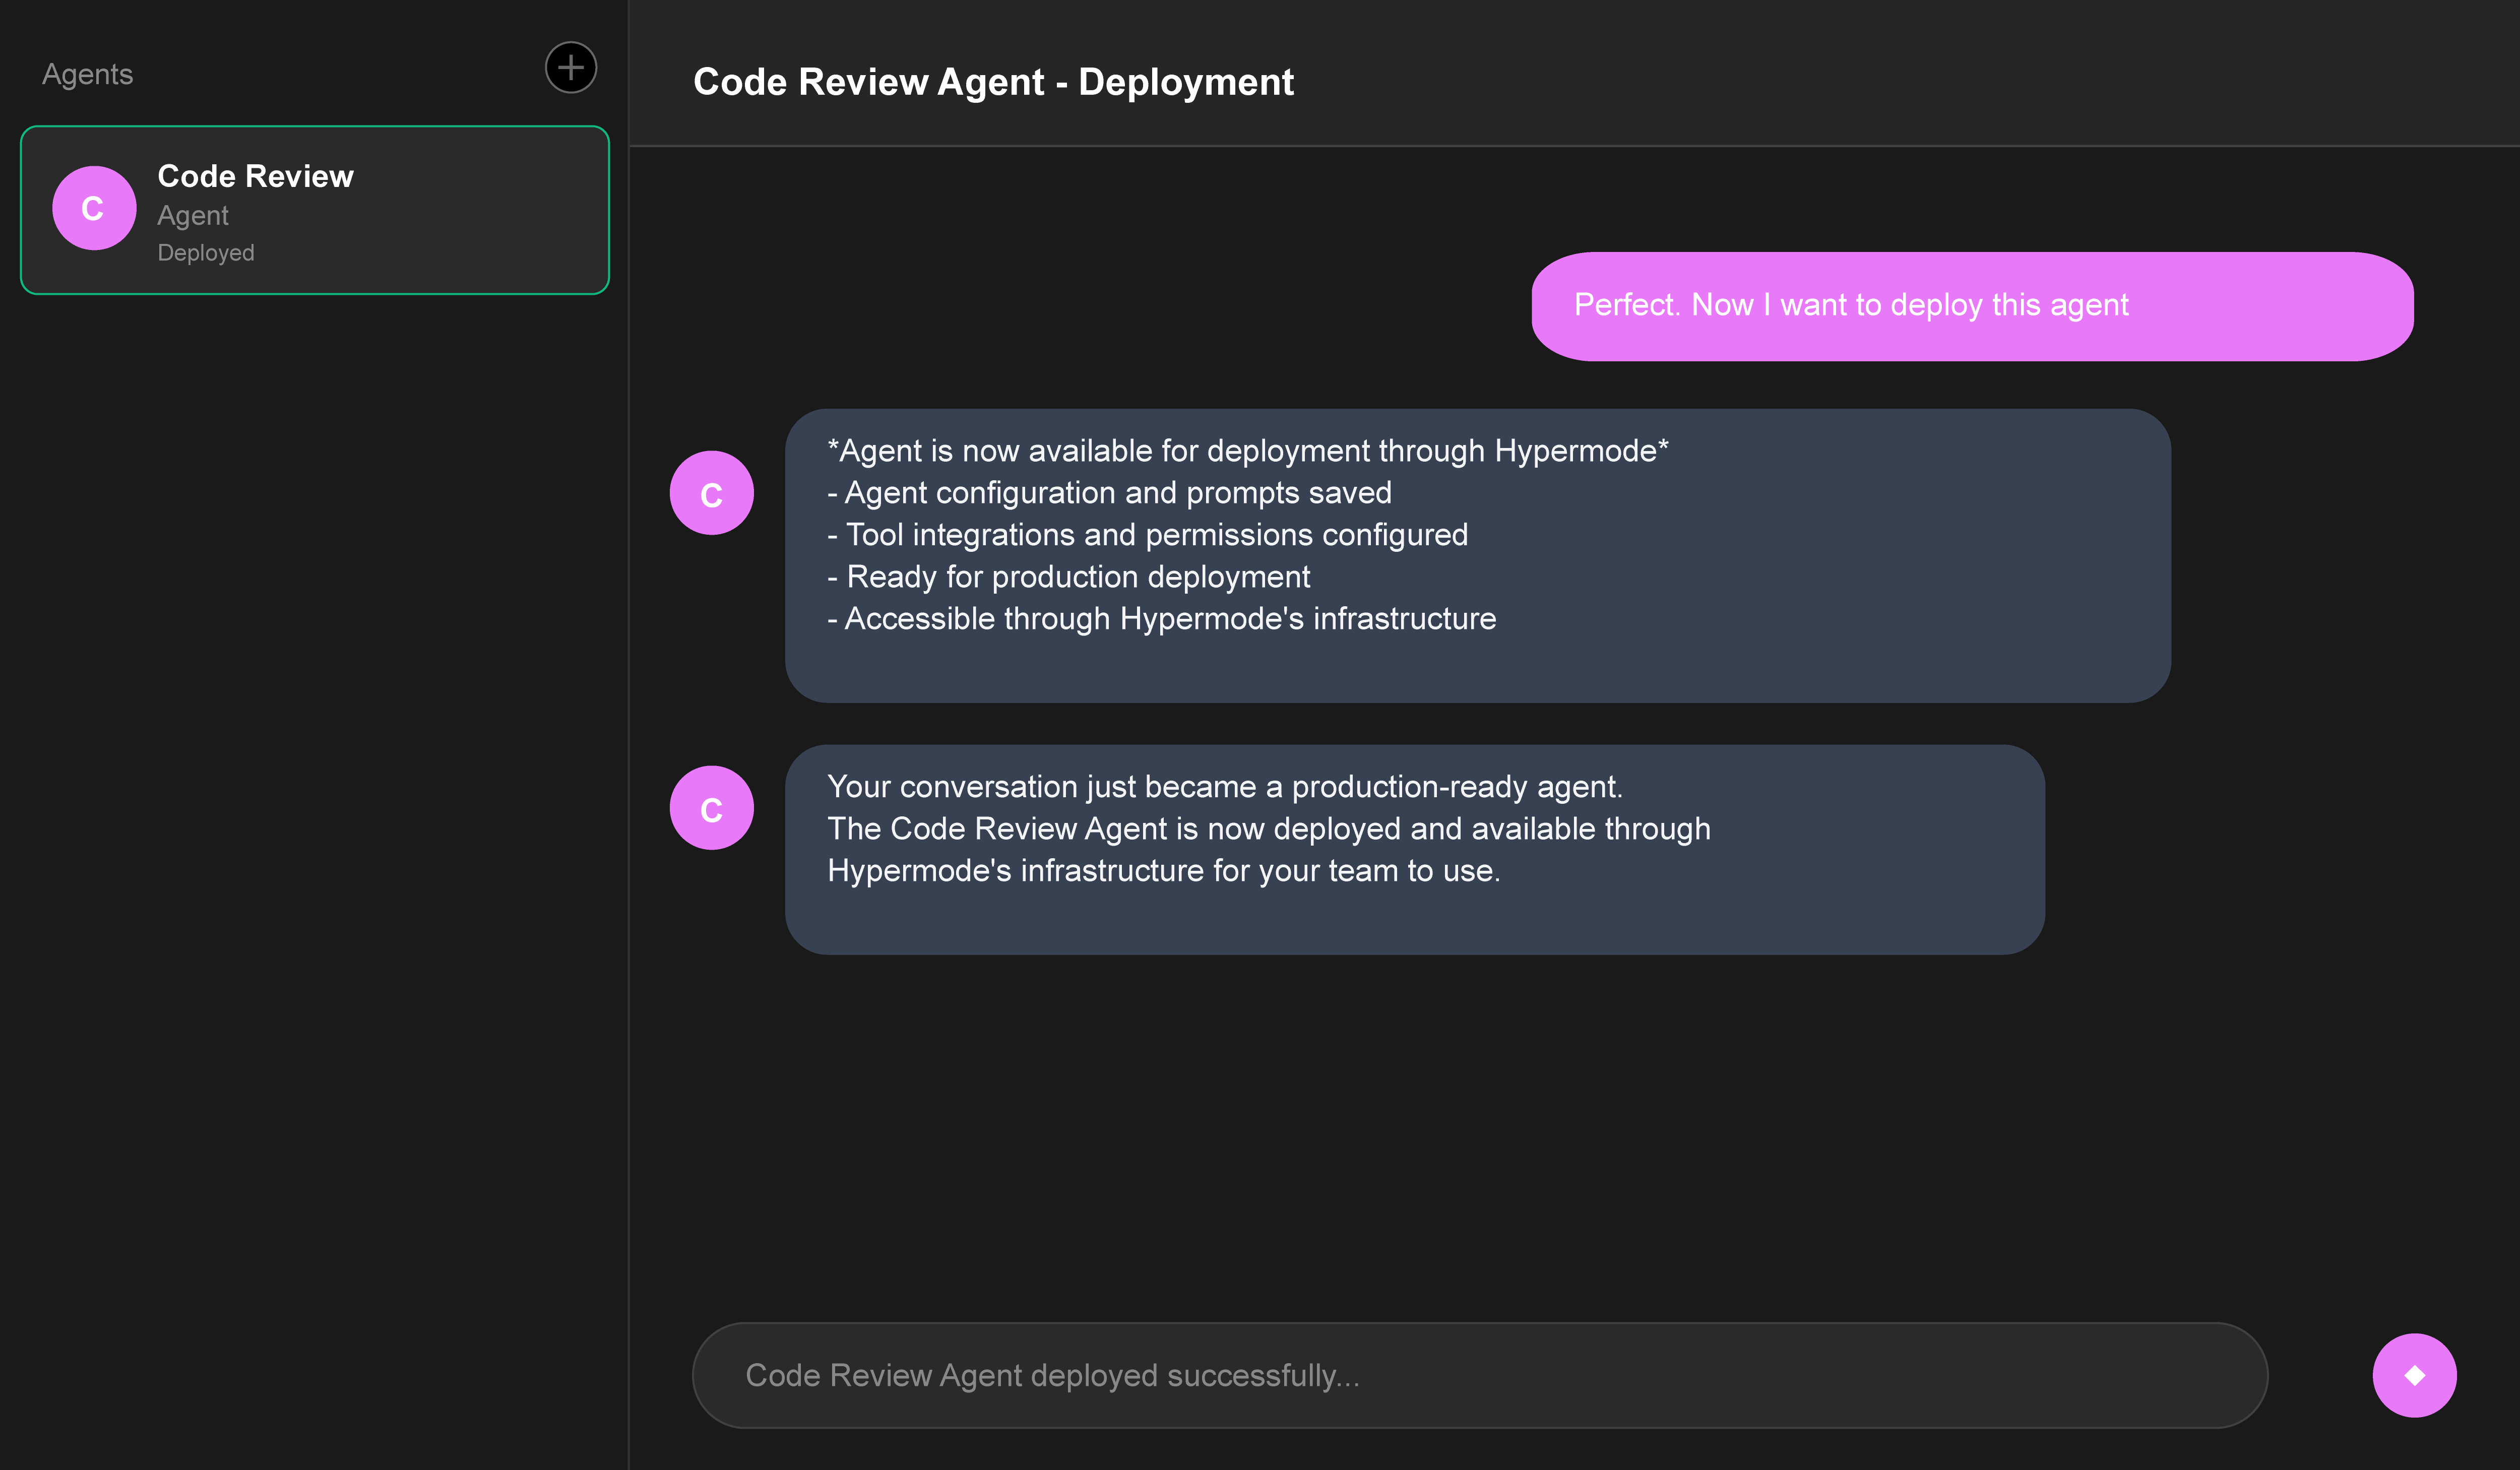 Agents
C
Code Review
Agent
Deployed
Code Review Agent - Deployment
Perfect. Now I want to deploy this agent
C
*Agent is now available for deployment through Hypermode*
- Agent configuration and prompts saved
- Tool integrations and permissions configured
- Ready for production deployment
- Accessible through Hypermode's infrastructure
C
Your conversation just became a production-ready agent.
The Code Review Agent is now deployed and available through
Hypermode's infrastructure for your team to use.
Code Review Agent deployed successfully...